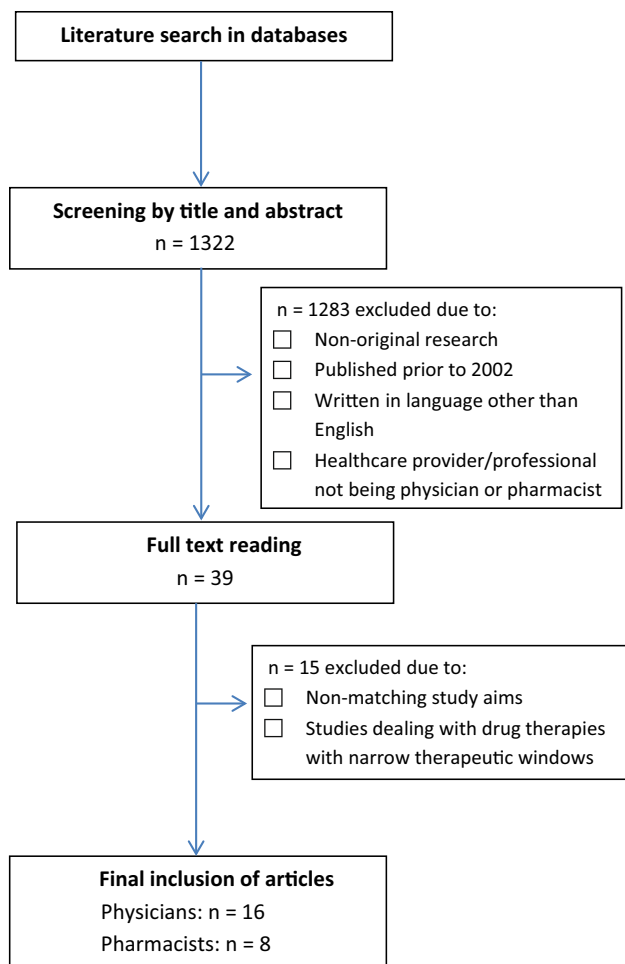 Literature search in databases
Screening by title and abstract
n = 1322
n = 1283 excluded due to:
Non-original research
Published prior to 2002
Written in language other than
English
Healthcare provider/professional
not being physician or pharmacist
Full text reading
n = 39
n = 15 excluded due to:
Non-matching study aims
Studies dealing with drug therapies
with narrow therapeutic windows
Final inclusion of articles
Physicians: n = 16
Pharmacists: n = 8